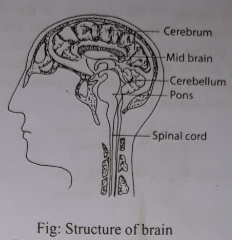 Cerebrum
Mid brain
Cerebellum
Pons
Spinal cord
Fig: Structure of brain